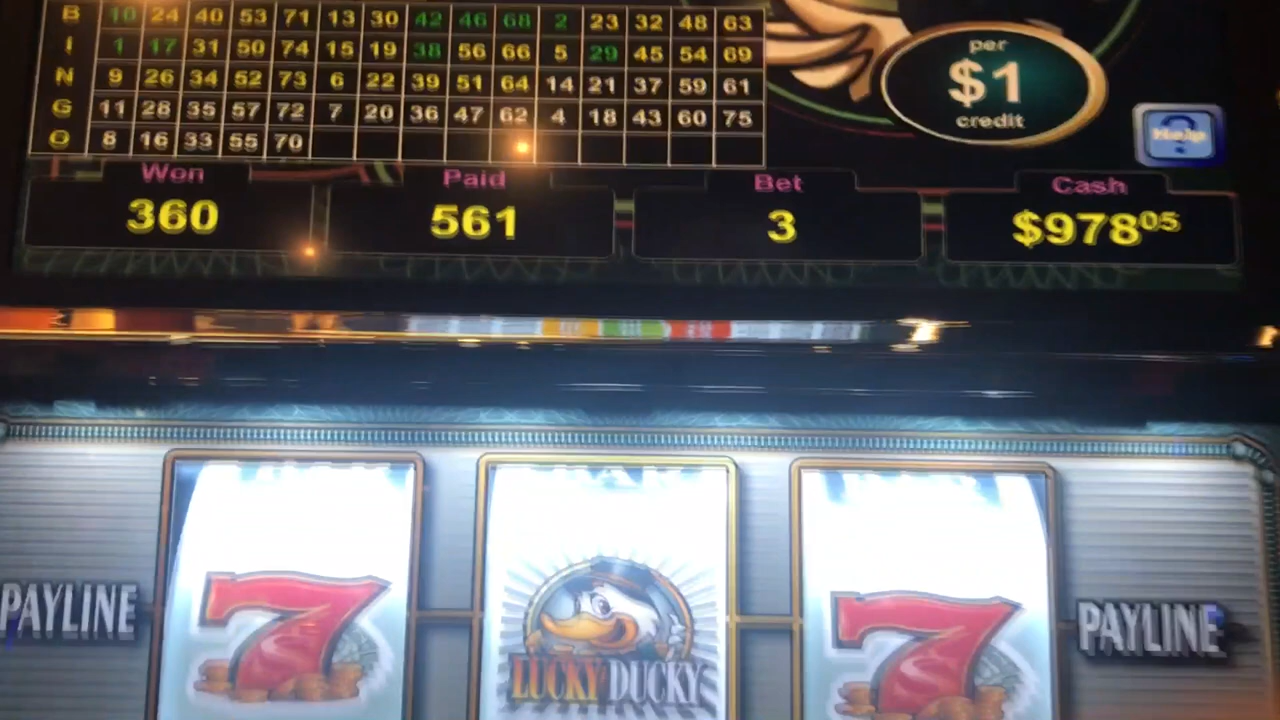 B 10 24 40 53 71 13 30 42 46 68 2 23 32 48 63
I 1 17 31 50 74 15 19 38 56 66 5 29 45 54 69
N 9 26 34 52 73 6 22 39 51 64 14 21 37 59 61
G 11 28 35 57 72 7 20 36 47 62 4 18 43 60 75
O 8 16 33 55 70
per
$1
credit
Help
?
Won Paid Bet Cash
360 561 3 $97805
PAYLINE 7 LUCKY DUCKY 7 PAYLINE